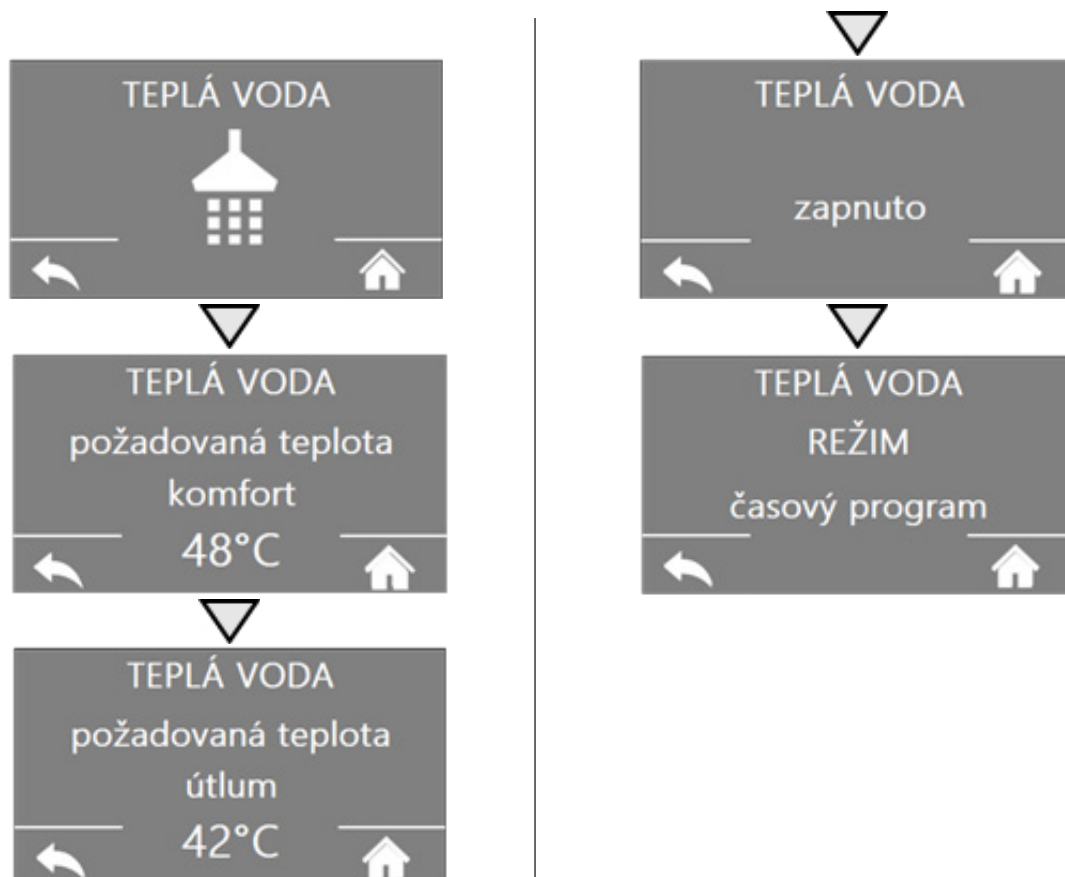 TEPLÁ VODA
TEPLÁ VODA
požadovaná teplota
komfort
48°C
TEPLÁ VODA
požadovaná teplota
útlum
42°C
TEPLÁ VODA
zapnuto
TEPLÁ VODA
REŽIM
časový program